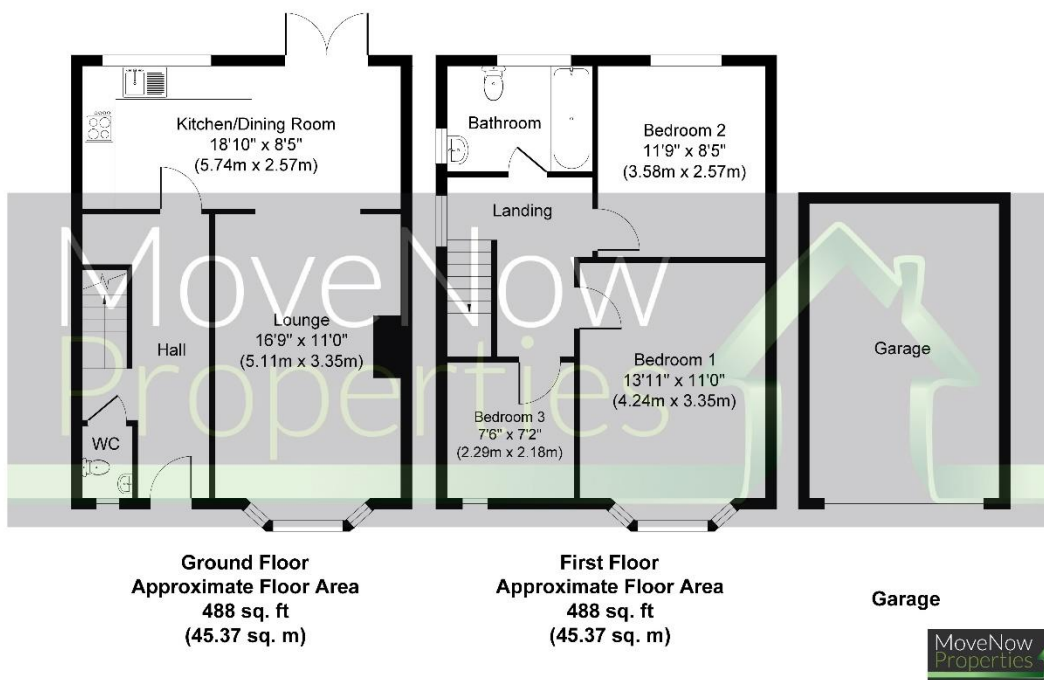 Kitchen/Dining Room
18'10" x 8'5"
(5.74m x 2.57m)
Lounge
16'9" x 11'0"
(5.11m x 3.35m)
Hall
WC
Ground Floor
Approximate Floor Area
488 sq. ft
(45.37 sq. m)
Bathroom
Bedroom 2
11'9" x 8'5"
(3.58m x 2.57m)
Landing
Bedroom 1
13'11" x 11'0"
(4.24m x 3.35m)
Bedroom 3
7'6" x 7'2"
(2.29m x 2.18m)
First Floor
Approximate Floor Area
488 sq. ft
(45.37 sq. m)
Garage
Garage
MoveNow
Properties
MoveNow
Properties